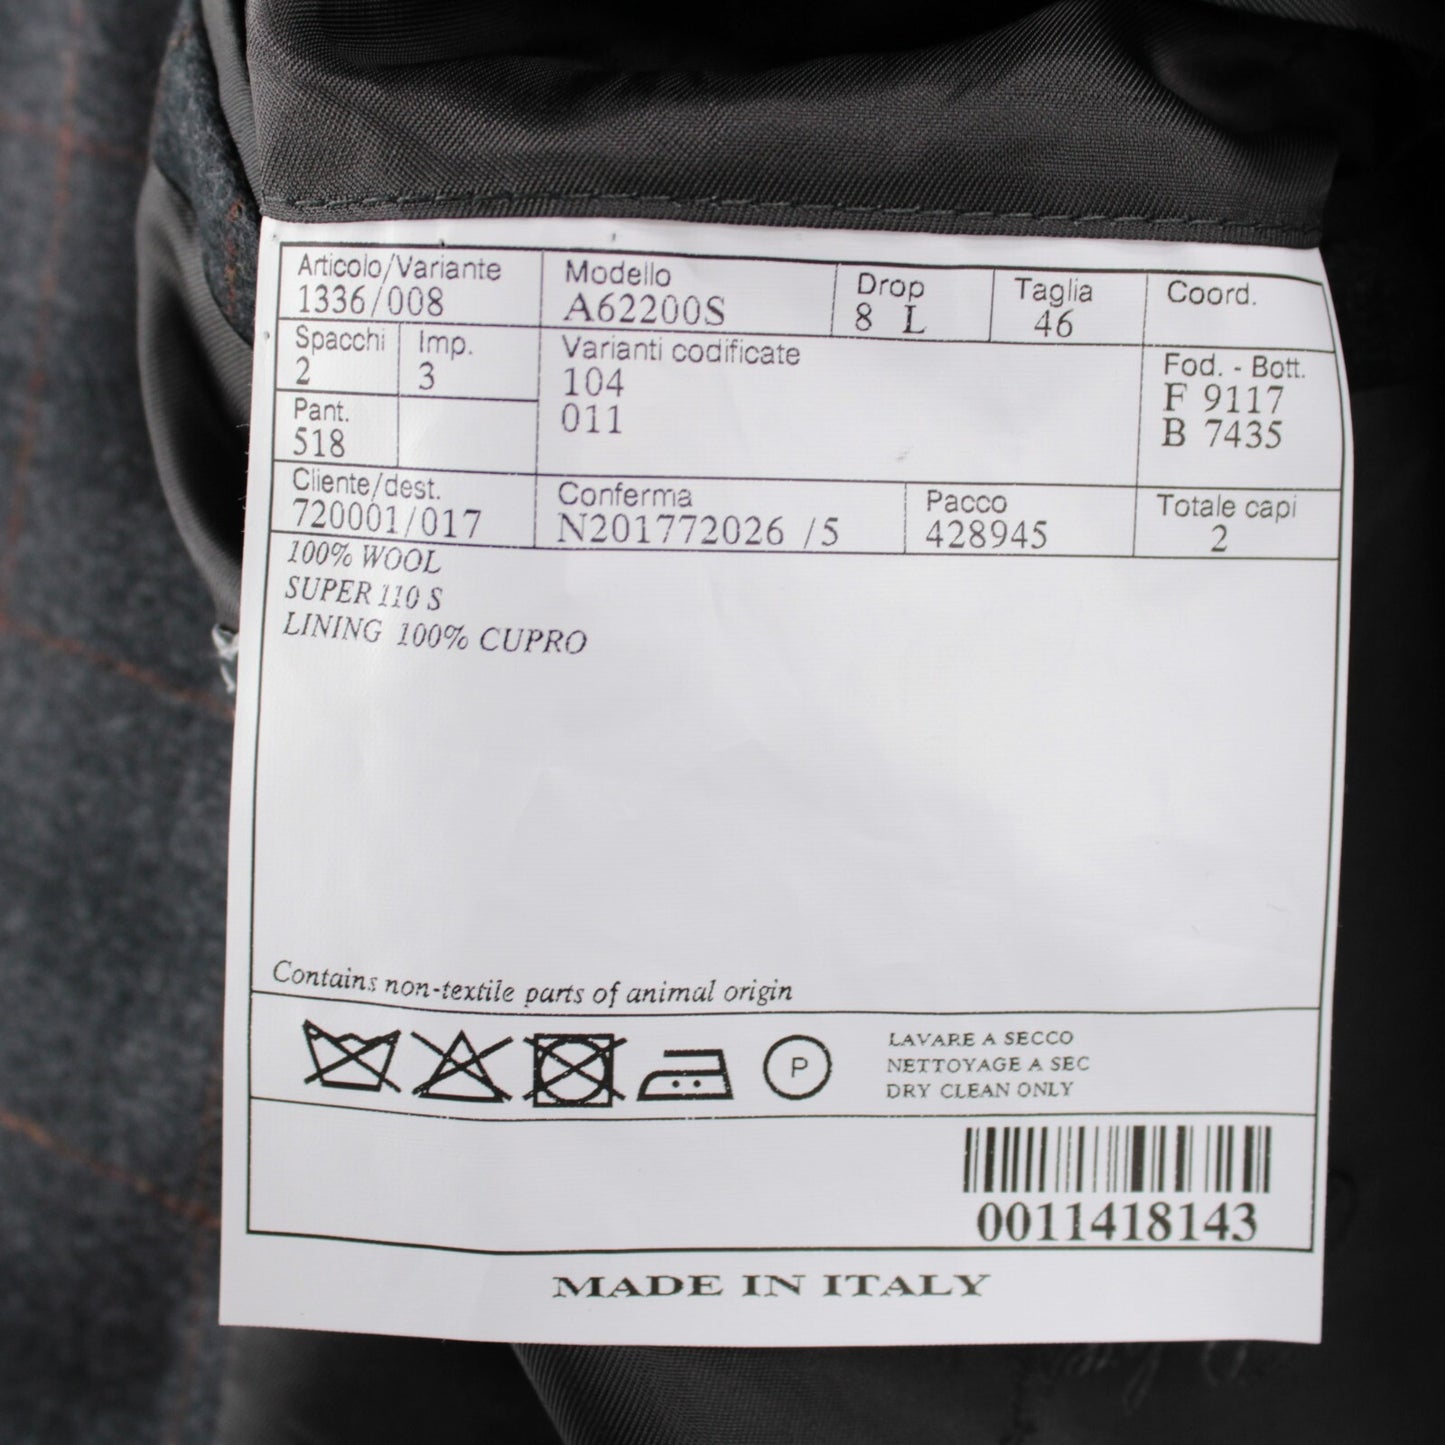 Articolo/Variante Modello Drop Taglia Coord.
1336/008 A62200S 8 L 46
Spacchi Imp. Varianti codificate Fod. - Bott.
2 3 104 F 9117
Pant. 011 B 7435
518
Cliente/dest. Conferma Pacco Totale capi
720001/017 N201772026 /5 428945 2
100% WOOL
SUPER 110 S
LINING 100% CUPRO
Contains non-textile parts of animal origin
P
LAVARE A SECCO
NETTOYAGE A SEC
DRY CLEAN ONLY
0011418143
MADE IN ITALY